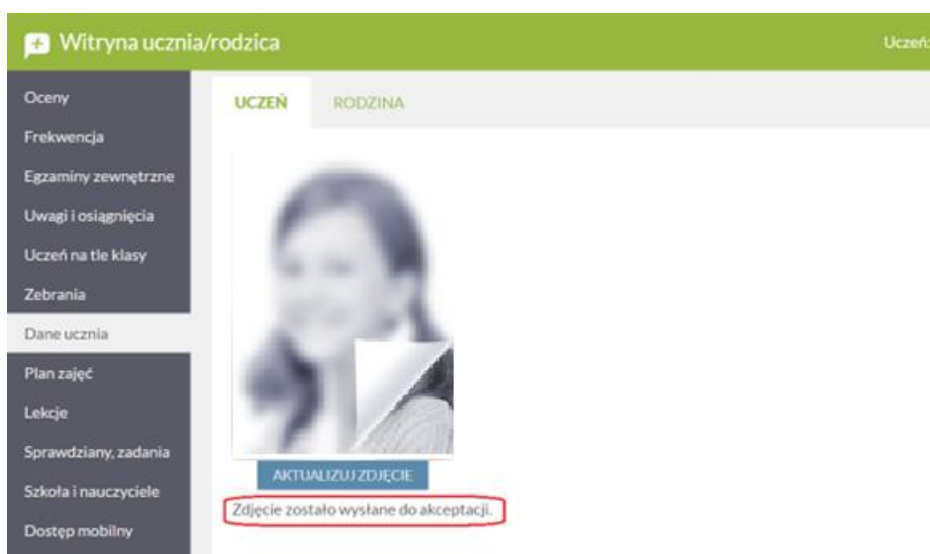 Witryna ucznia/rodzica
Uczeń:
Oceny
Frekwencja
Egzaminy zewnętrzne
Uwagi i osiągnięcia
Uczeń na tle klasy
Zebrania
Dane ucznia
Plan zajęć
Lekcje
Sprawdziany, zadania
Szkoła i nauczyciele
Dostęp mobilny
UCZEŃ RODZINA
AKTUALIZUJ ZDJĘCIE
Zdjęcie zostało wysłane do akceptacji.